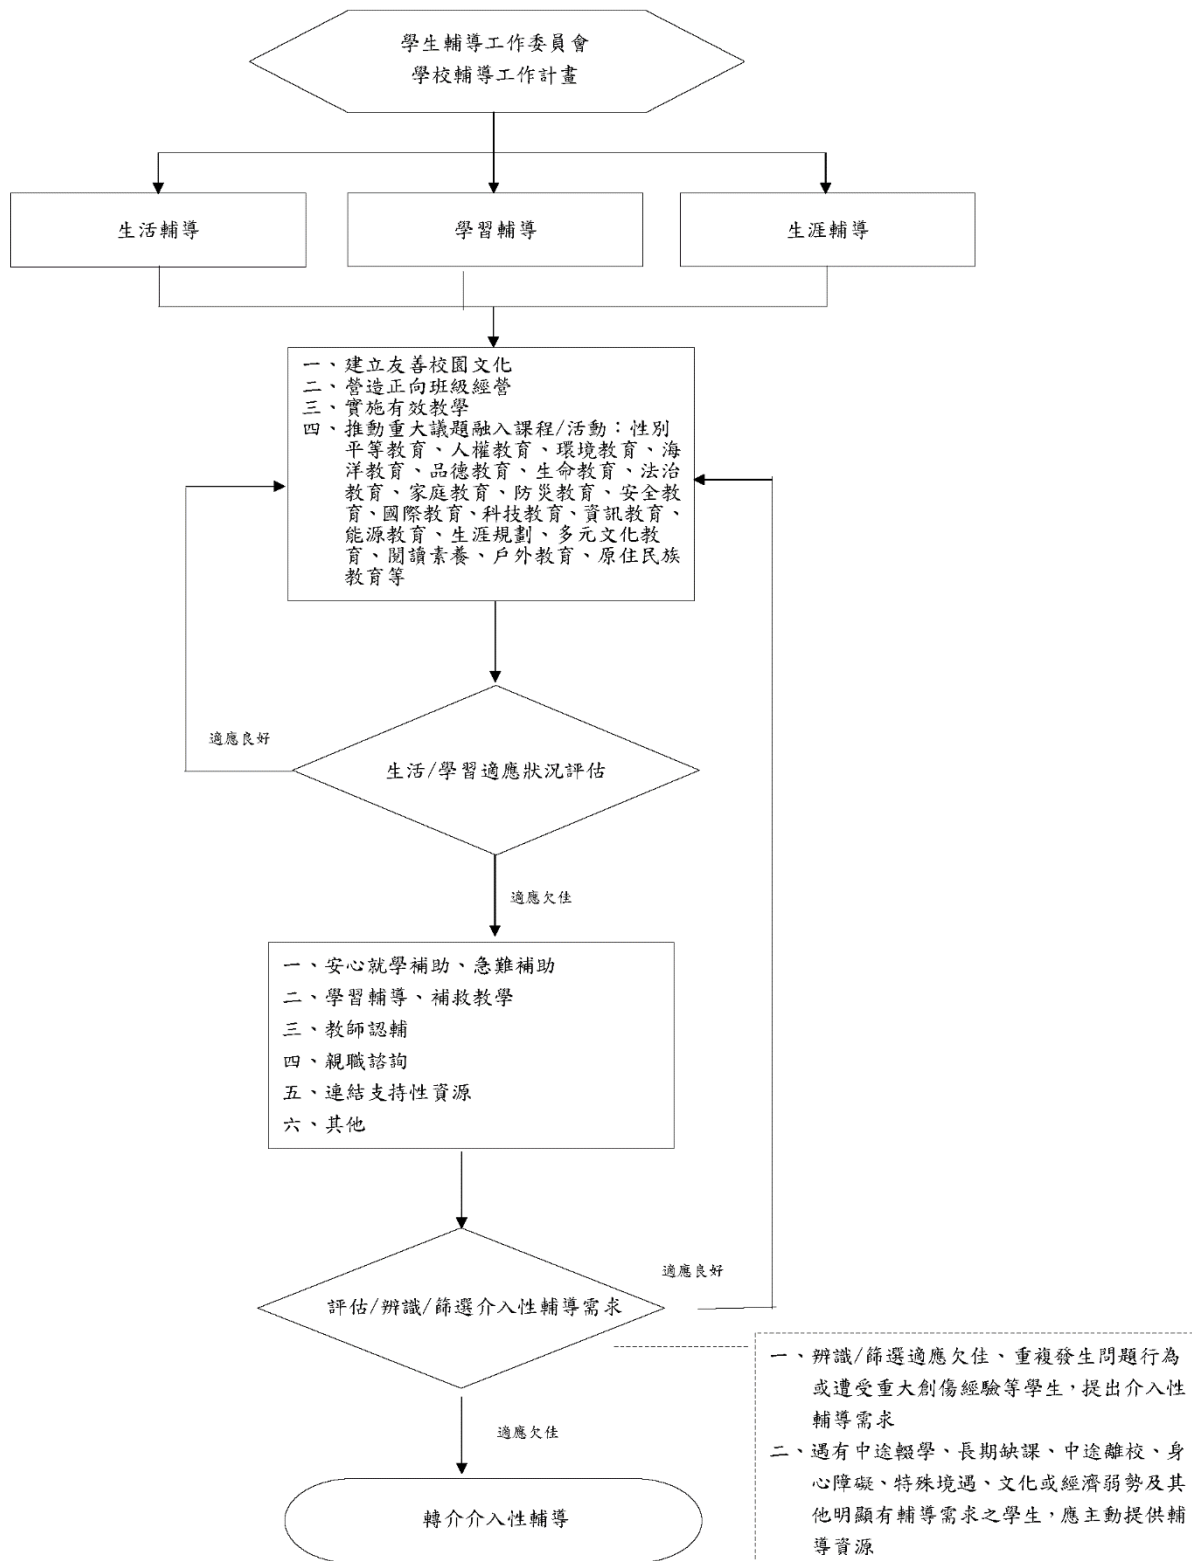 學生輔導工作委員會
學校輔導工作計畫
生活輔導
學習輔導
生涯輔導
一、建立友善校園文化
二、營造正向班級經營
三、實施有效教學
四、推動重大議題融入課程/活動：性別
平等教育、人權教育、環境教育、海
洋教育、品德教育、生命教育、法治
教育、家庭教育、防災教育、安全教
育、國際教育、科技教育、資訊教育、
能源教育、生涯規劃、多元文化教
育、閱讀素養、戶外教育、原住民族
教育等
適應良好
生活/學習適應狀況評估
適應欠佳
一、安心就學補助、急難補助
二、學習輔導、補救教學
三、教師認輔
四、親職諮詢
五、連結支持性資源
六、其他
適應良好
評估/辨識/篩選介入性輔導需求
一、辨識/篩選適應欠佳、重複發生問題行為
或遭受重大創傷經驗等學生，提出介入性
輔導需求
二、遇有中途輟學、長期缺課、中途離校、身
心障礙、特殊境遇、文化或經濟弱勢及其
他明顯有輔導需求之學生，應主動提供輔
導資源
適應欠佳
轉介介入性輔導